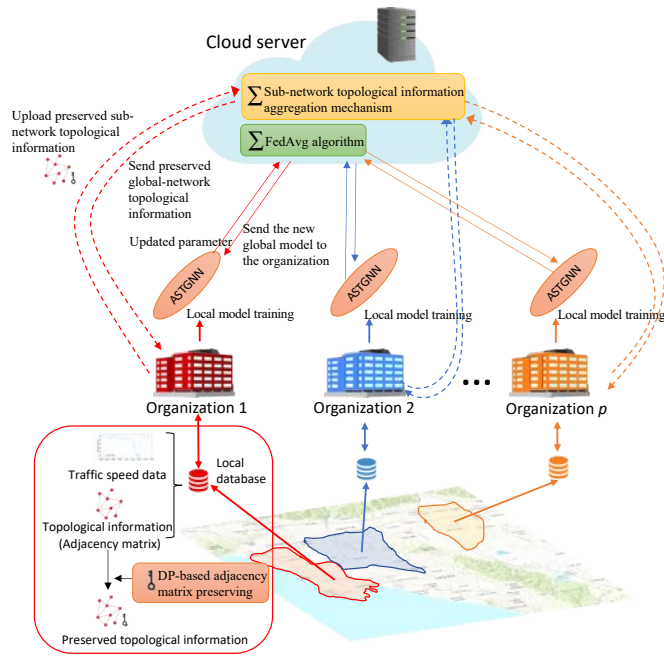 Cloud server
∑ Sub-network topological information
aggregation mechanism
∑ FedAvg algorithm
Upload preserved sub-
network topological
information
Send preserved
global-network
topological
information
Updated parameter
Send the new
global model to
the organization
ASTGNN
ASTGNN
ASTGNN
Local model training
Local model training
Local model training
Organization 1
Organization 2
...
Organization p
Traffic speed data
Local
database
Topological information
(Adjacency matrix)
DP-based adjacency
matrix preserving
Preserved topological information